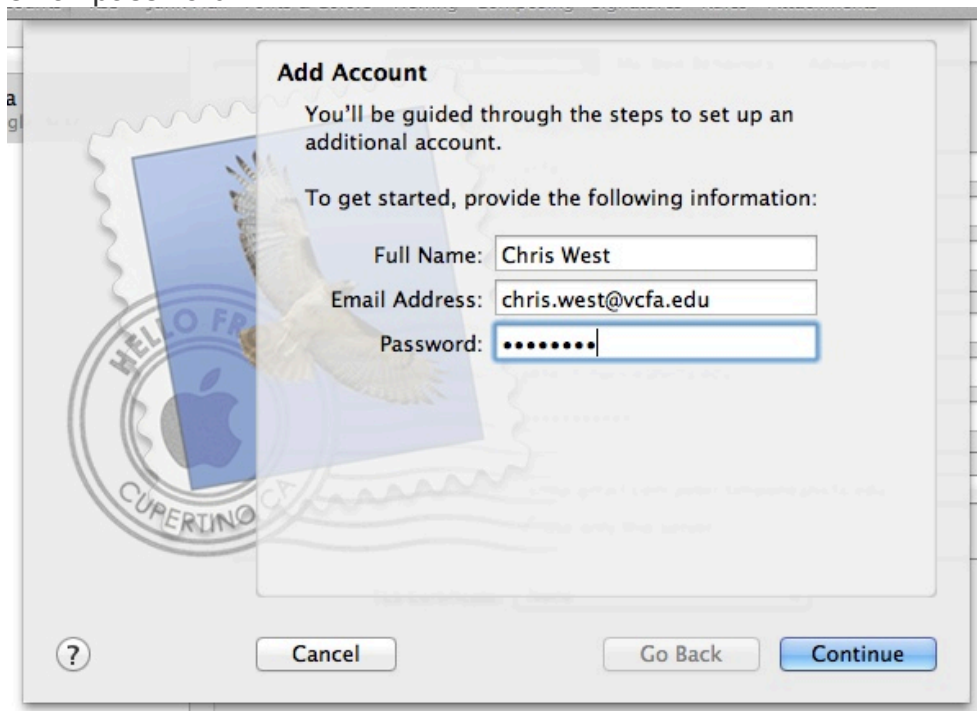 Add Account
You'll be guided through the steps to set up an
additional account.
To get started, provide the following information:
Full Name: Chris West
Email Address: chris.west@vcfa.edu
Password: ••••••••
HELLO FR
CUPERTINO CA
? Cancel Go Back Continue